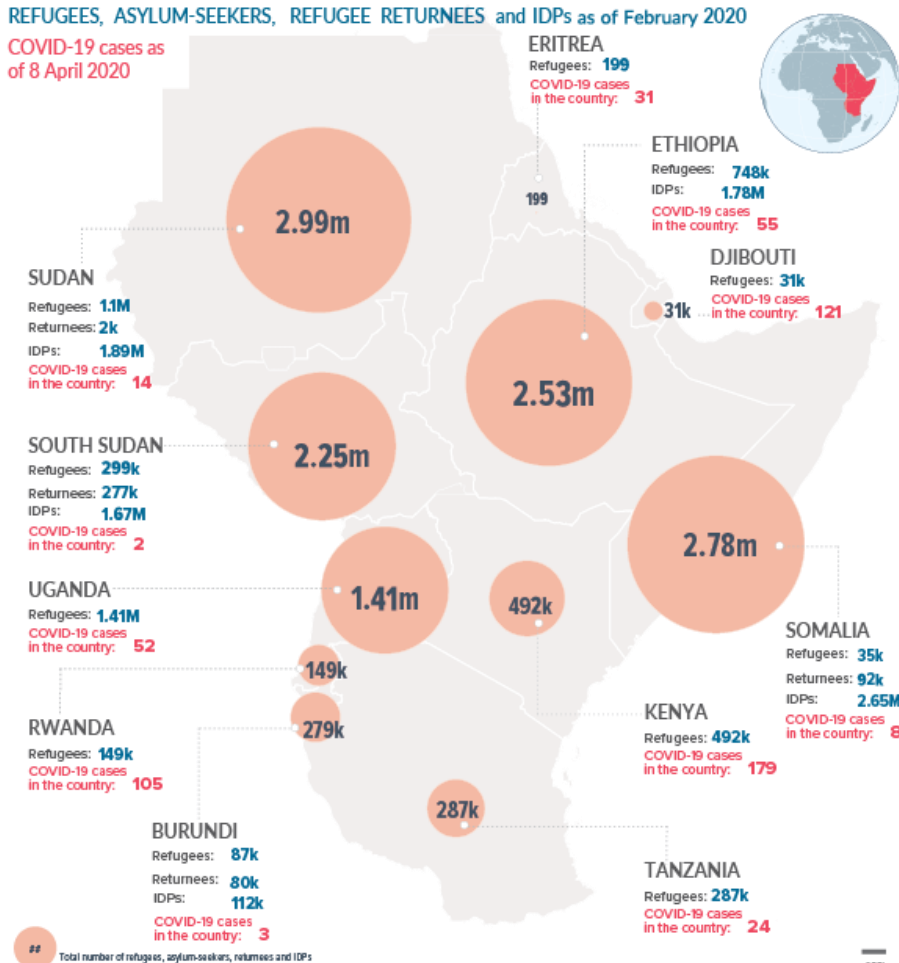 REFUGEES, ASYLUM-SEEKERS, REFUGEE RETURNEES and IDPs as of February 2020
COVID-19 cases as
of 8 April 2020
ERITREA
Refugees: 199
COVID-19 cases
in the country: 31
ETHIOPIA
Refugees: 748k
IDPs: 1.78M
COVID-19 cases
in the country: 55
199
2.99m
DJIBOUTI
Refugees: 31k
COVID-19 cases
in the country: 121
31k
SUDAN
Refugees: 1.1M
Returnees: 2k
IDPs: 1.89M
COVID-19 cases
in the country: 14
2.53m
SOUTH SUDAN
Refugees: 299k
Returnees: 277k
IDPs: 1.67M
COVID-19 cases
in the country: 2
2.25m
2.78m
UGANDA
Refugees: 1.41M
COVID-19 cases
in the country: 52
1.41m
492k
SOMALIA
Refugees: 35k
Returnees: 92k
IDPs: 2.65M
COVID-19 cases
in the country: 8
149k
279k
RWANDA
Refugees: 149k
COVID-19 cases
in the country: 105
KENYA
Refugees: 492k
COVID-19 cases
in the country: 179
287k
BURUNDI
Refugees: 87k
Returnees: 80k
IDPs: 112k
COVID-19 cases
in the country: 3
TANZANIA
Refugees: 287k
COVID-19 cases
in the country: 24
## Total number of refugees, asylum-seekers, returnees and IDPs